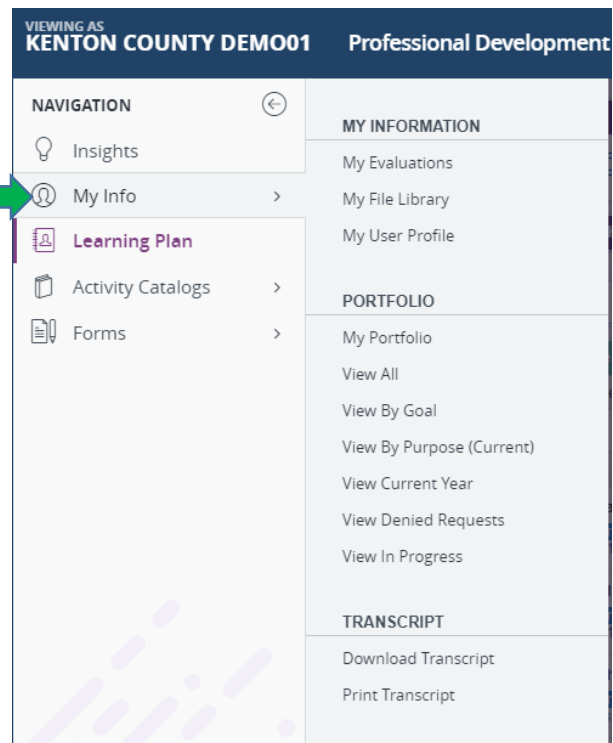 VIEWING AS
KENTON COUNTY DEMO01
Professional Development
NAVIGATION
Insights
My Info
Learning Plan
Activity Catalogs
Forms
MY INFORMATION
My Evaluations
My File Library
My User Profile
PORTFOLIO
My Portfolio
View All
View By Goal
View By Purpose (Current)
View Current Year
View Denied Requests
View In Progress
TRANSCRIPT
Download Transcript
Print Transcript